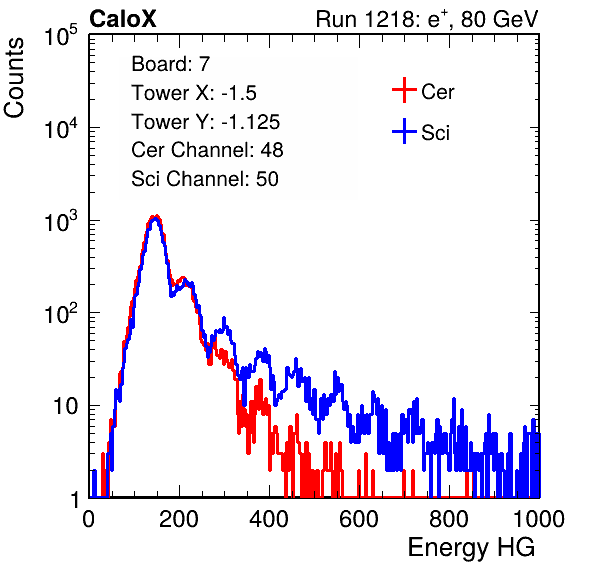 CaloX Run 1218: e⁺, 80 GeV
Board: 7
Tower X: -1.5
Tower Y: -1.125
Cer Channel: 48
Sci Channel: 50
Cer
Sci
Counts
10⁵
10⁴
10³
10²
10
1
0 200 400 600 800 1000
Energy HG